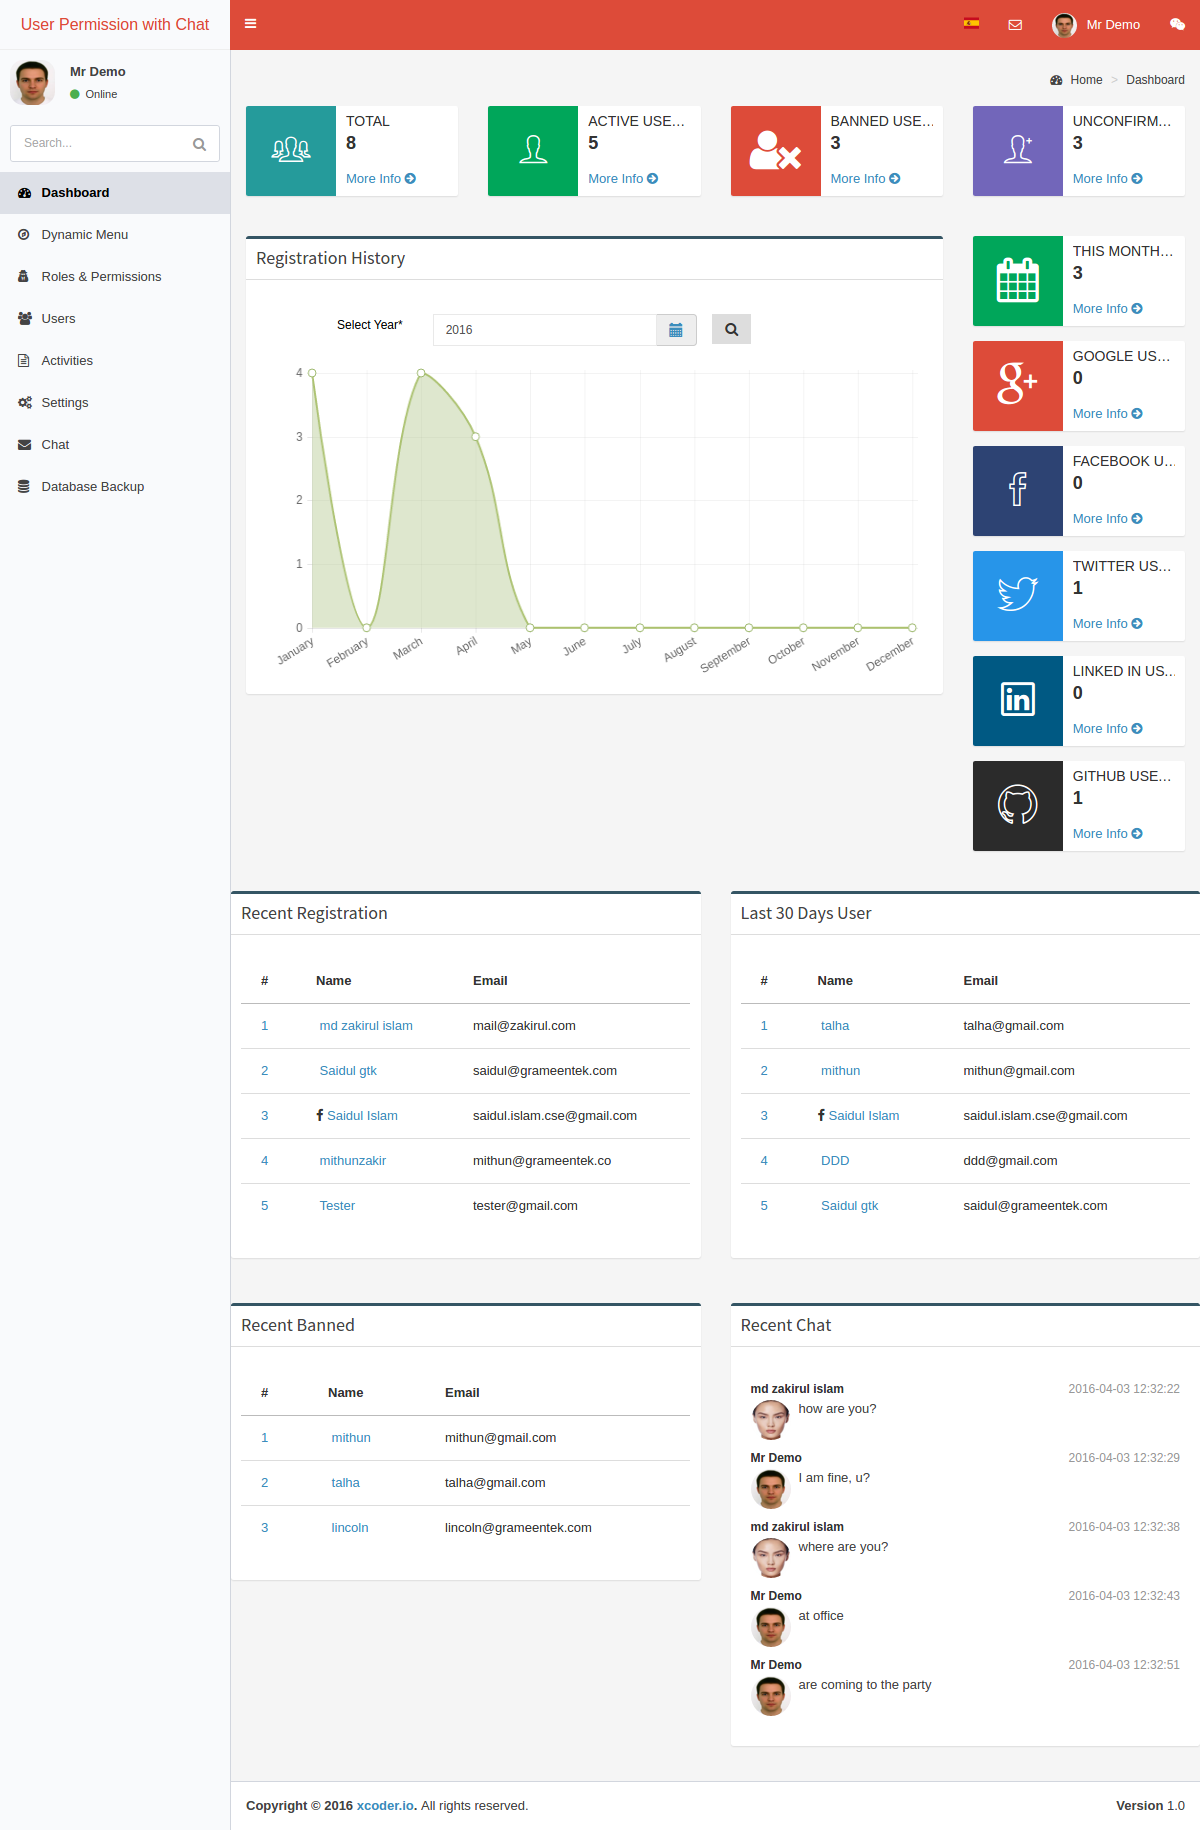 User Permission with Chat
Mr Demo
Mr Demo
Online
Search...
Dashboard
Dynamic Menu
Roles & Permissions
Users
Activities
Settings
Chat
Database Backup
Home > Dashboard
TOTAL
8
More Info
ACTIVE USE...
5
More Info
BANNED USE...
3
More Info
UNCONFIRM...
3
More Info
Registration History
Select Year*
2016
4
3
2
1
0
January
February
March
April
May
June
July
August
September
October
November
December
THIS MONTH...
3
More Info
GOOGLE US...
0
More Info
FACEBOOK U...
0
More Info
TWITTER US...
1
More Info
LINKED IN US...
0
More Info
GITHUB USE...
1
More Info
Recent Registration
# Name Email
1 md zakirul islam mail@zakirul.com
2 Saidul gtk saidul@grameentek.com
3 Saidul Islam saidul.islam.cse@gmail.com
4 mithunzakir mithun@grameentek.co
5 Tester tester@gmail.com
Last 30 Days User
# Name Email
1 talha talha@gmail.com
2 mithun mithun@gmail.com
3 Saidul Islam saidul.islam.cse@gmail.com
4 DDD ddd@gmail.com
5 Saidul gtk saidul@grameentek.com
Recent Banned
# Name Email
1 mithun mithun@gmail.com
2 talha talha@gmail.com
3 lincoln lincoln@grameentek.com
Recent Chat
md zakirul islam 2016-04-03 12:32:22
how are you?
Mr Demo 2016-04-03 12:32:29
I am fine, u?
md zakirul islam 2016-04-03 12:32:38
where are you?
Mr Demo 2016-04-03 12:32:43
at office
Mr Demo 2016-04-03 12:32:51
are coming to the party
Copyright © 2016 xcoder.io. All rights reserved.
Version 1.0